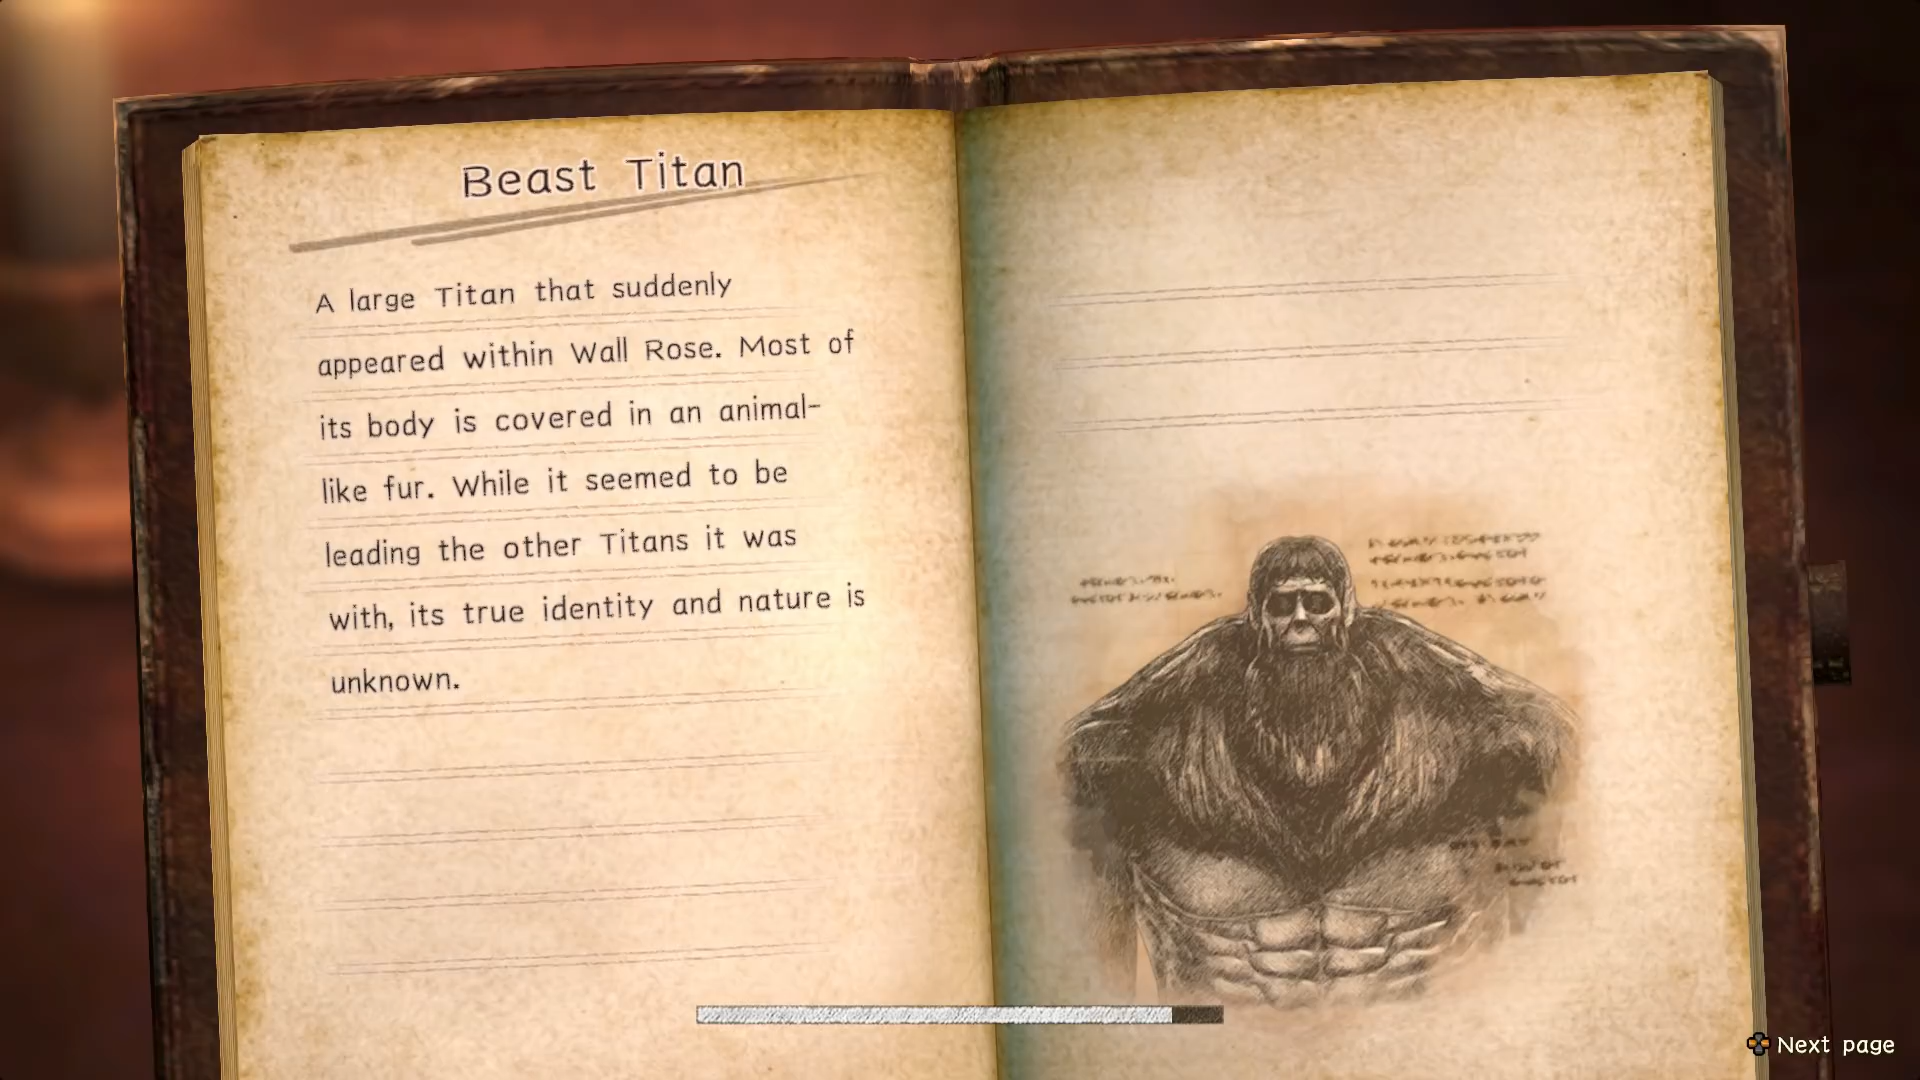 Beast Titan
A large Titan that suddenly
appeared within Wall Rose. Most of
its body is covered in an animal-
like fur. While it seemed to be
leading the other Titans it was
with, its true identity and nature is
unknown.
Next page